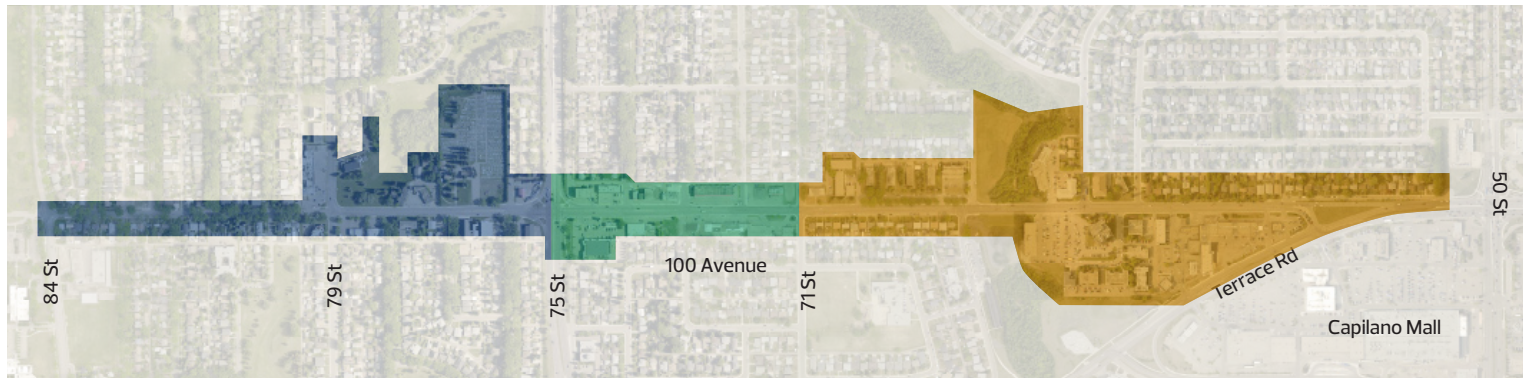 84 St
79 St
75 St
100 Avenue
71 St
Terrace Rd
50 St
Capilano Mall